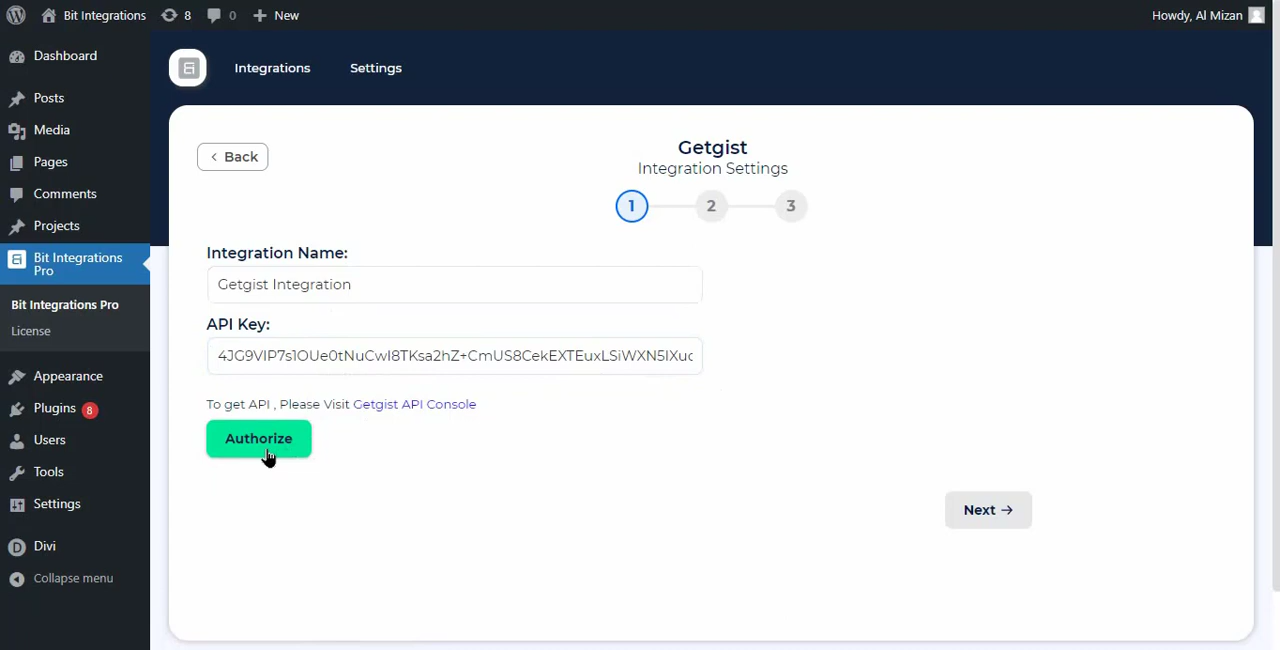 Bit Integrations 8 0 New Howdy, Al Mizan
Dashboard
Posts
Media
Pages
Comments
Projects
Bit Integrations
Pro
Bit Integrations Pro
License
Appearance
Plugins 8
Users
Tools
Settings
Divi
Collapse menu
Integrations Settings
< Back
Getgist
Integration Settings
1 2 3
Integration Name:
Getgist Integration
API Key:
To get API , Please Visit Getgist API Console
Authorize
Next →